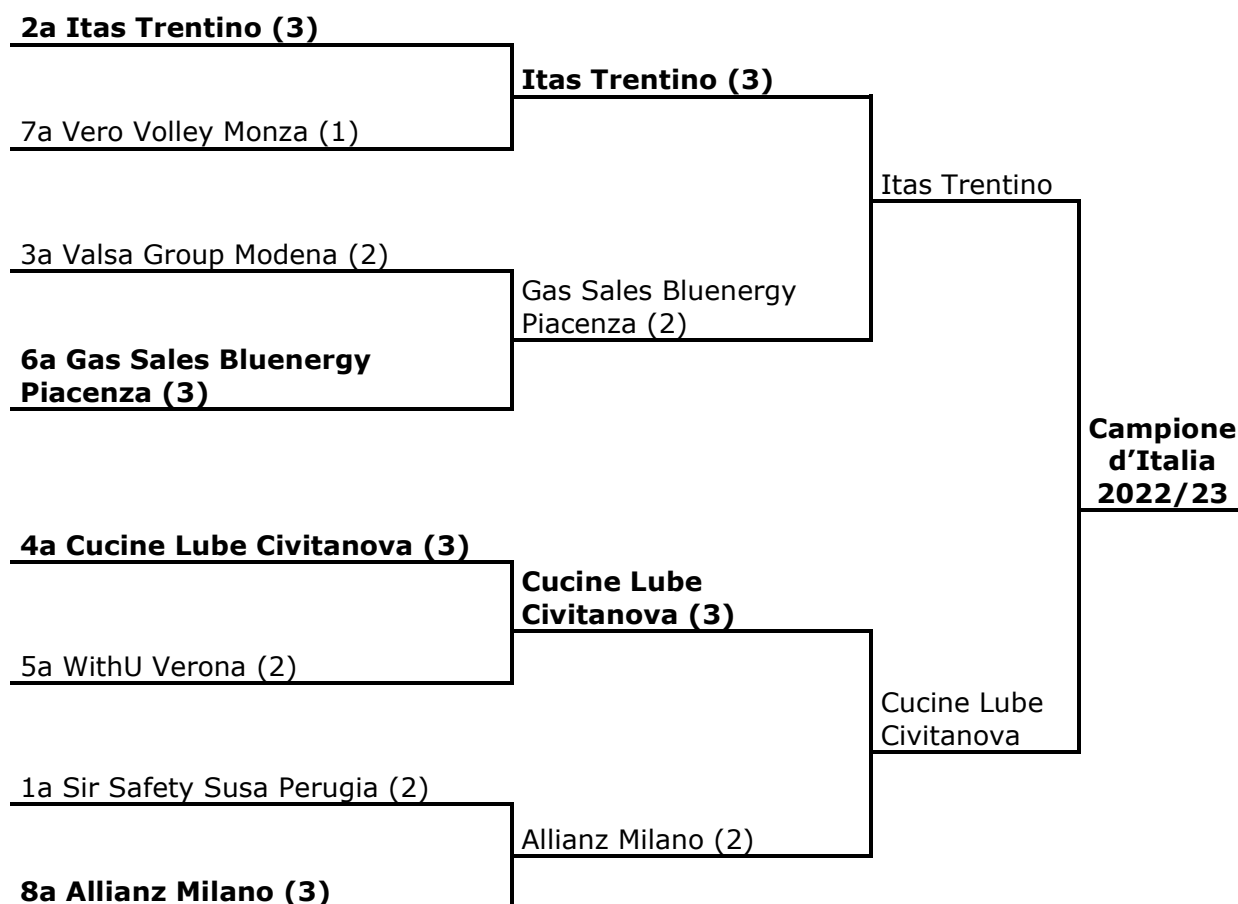 2a Itas Trentino (3)
Itas Trentino (3)
7a Vero Volley Monza (1)
Itas Trentino
3a Valsa Group Modena (2)
Gas Sales Bluenergy
Piacenza (2)
6a Gas Sales Bluenergy
Piacenza (3)
Campione
d’Italia
2022/23
4a Cucine Lube Civitanova (3)
Cucine Lube
Civitanova (3)
5a WithU Verona (2)
Cucine Lube
Civitanova
1a Sir Safety Susa Perugia (2)
Allianz Milano (2)
8a Allianz Milano (3)